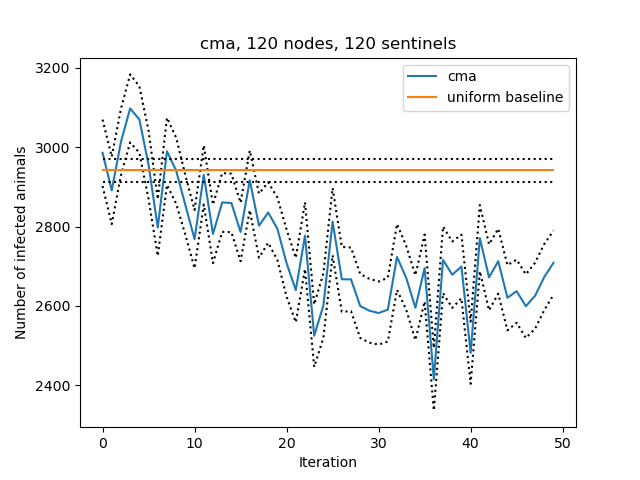 cma, 120 nodes, 120 sentinels
cma
uniform baseline
Number of infected animals
3200
3000
2800
2600
2400
0 10 20 30 40 50
Iteration